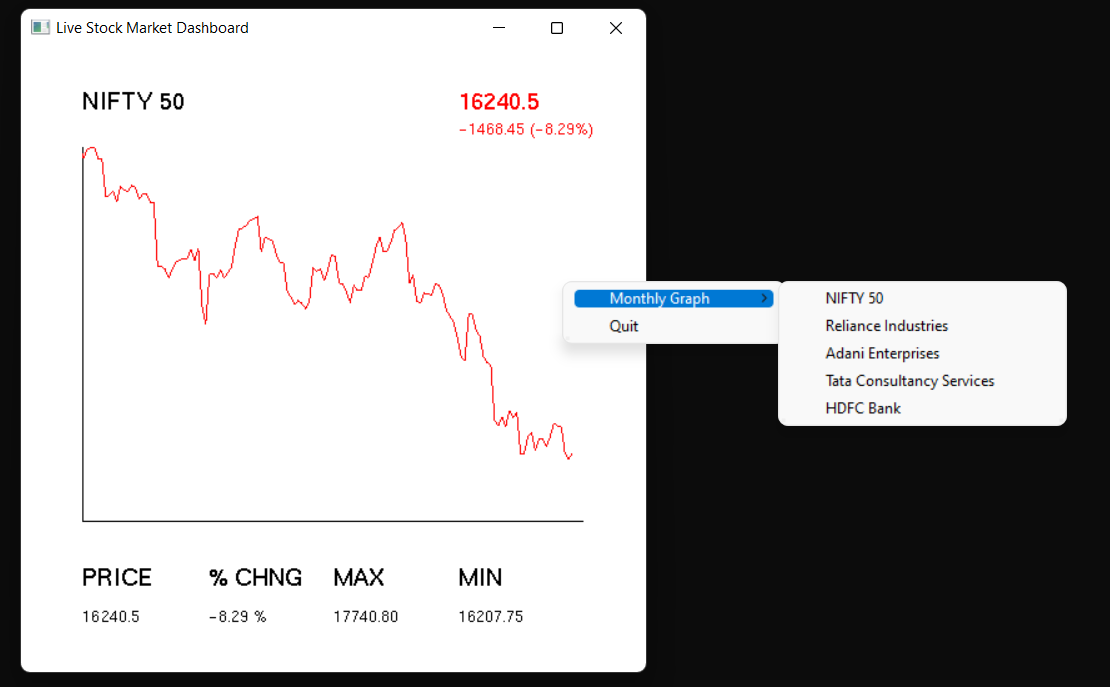 Live Stock Market Dashboard
NIFTY 50
16240.5
-1468.45 (-8.29%)
Monthly Graph
Quit
NIFTY 50
Reliance Industries
Adani Enterprises
Tata Consultancy Services
HDFC Bank
PRICE % CHNG MAX MIN
16240.5 -8.29 % 17740.80 16207.75